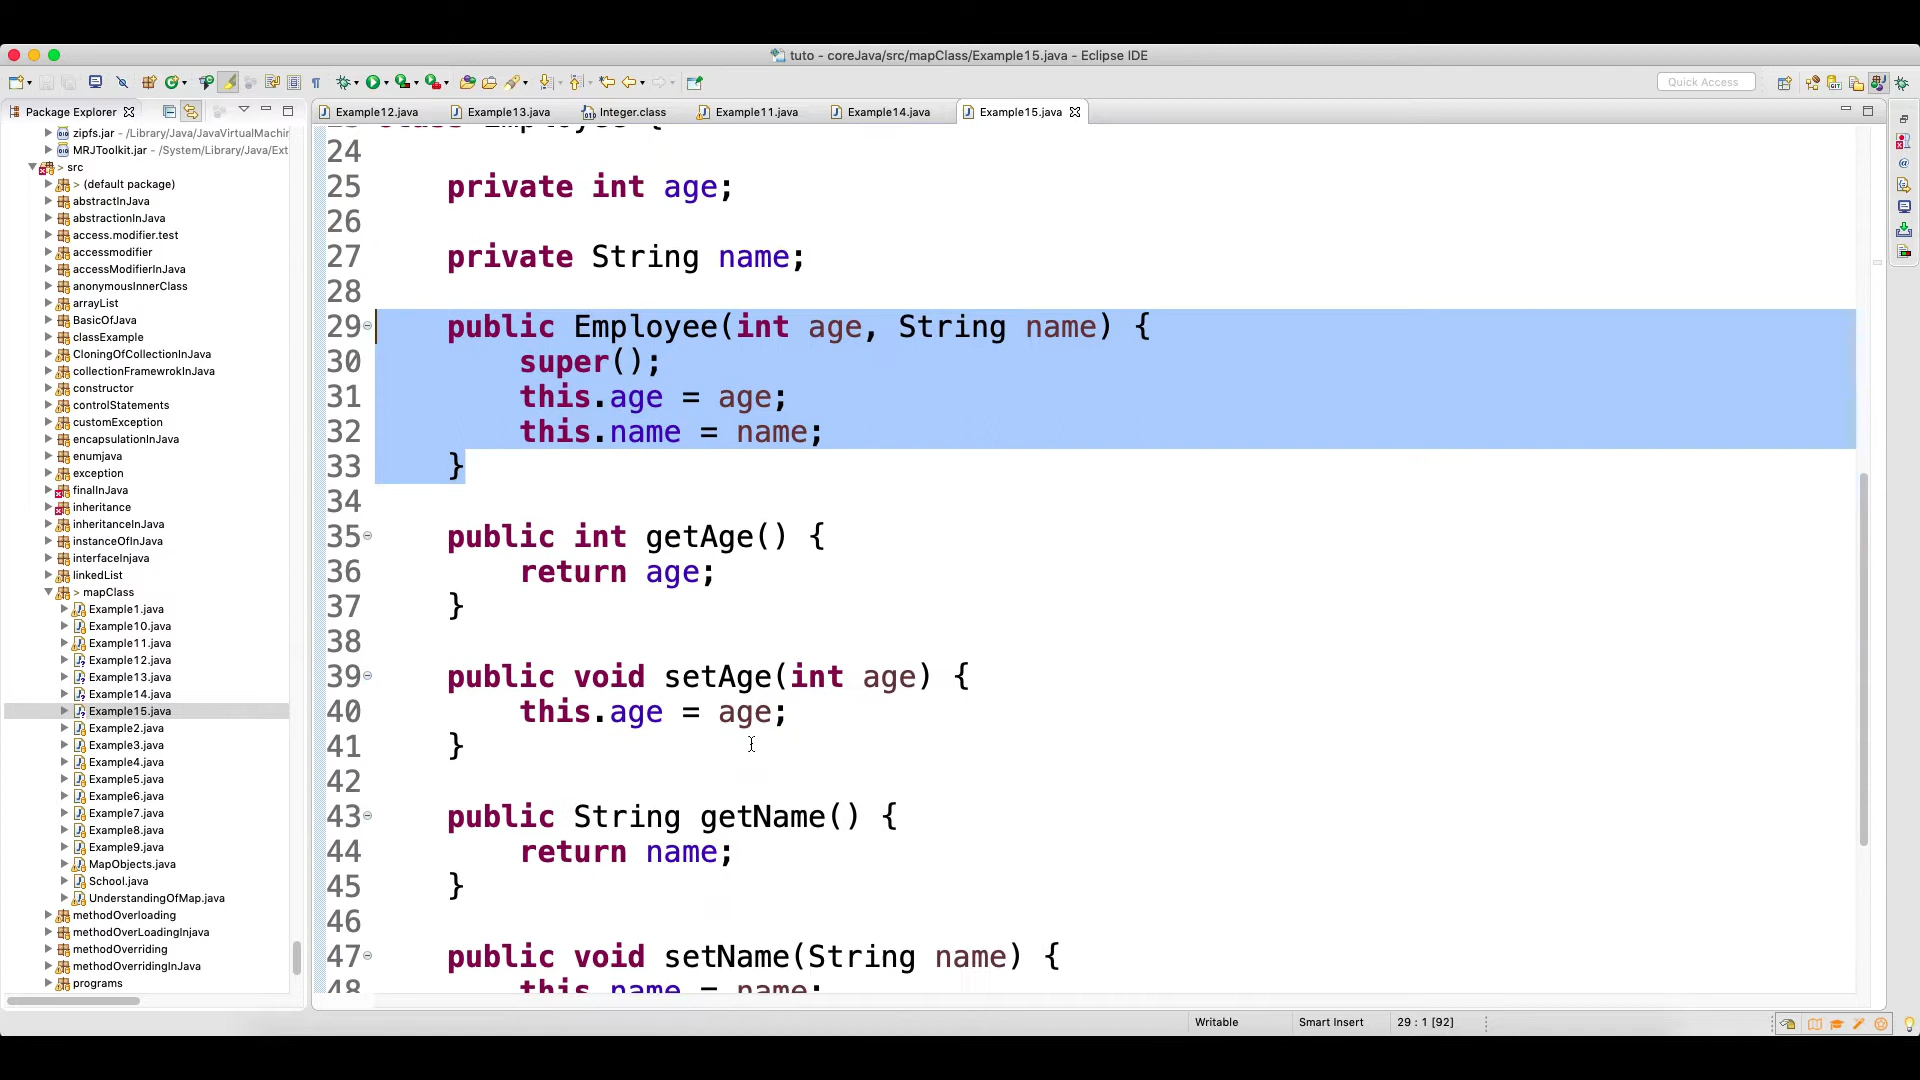 tuto - coreJava/src/mapClass/Example15.java - Eclipse IDE
Quick Access
Package Explorer
Example12.java
Example13.java
Integer.class
Example11.java
Example14.java
Example15.java
zipfs.jar - /Library/Java/JavaVirtualMachin
MRJToolkit.jar - /System/Library/Java/Ext
> src
> (default package)
abstractInJava
abstractionInJava
access.modifier.test
accessmodifier
accessModifierInJava
anonymousInnerClass
arrayList
BasicOfJava
classExample
CloningOfCollectionInJava
collectionFramewrokInJava
constructor
controlStatements
customException
encapsulationInJava
enumjava
exception
finalInJava
inheritance
inheritanceInJava
instanceOfInJava
interfaceInjava
linkedList
> mapClass
Example1.java
Example10.java
Example11.java
Example12.java
Example13.java
Example14.java
Example15.java
Example2.java
Example3.java
Example4.java
Example5.java
Example6.java
Example7.java
Example8.java
Example9.java
MapObjects.java
School.java
UnderstandingOfMap.java
methodOverloading
methodOverLoadingInjava
methodOverriding
methodOverridingInJava
programs
24
25 private int age;
26
27 private String name;
28
29 public Employee(int age, String name) {
30 super();
31 this.age = age;
32 this.name = name;
33 }
34
35 public int getAge() {
36 return age;
37 }
38
39 public void setAge(int age) {
40 this.age = age;
41 }
42
43 public String getName() {
44 return name;
45 }
46
47 public void setName(String name) {
48 this.name = name;
Writable
Smart Insert
29 : 1 [92]